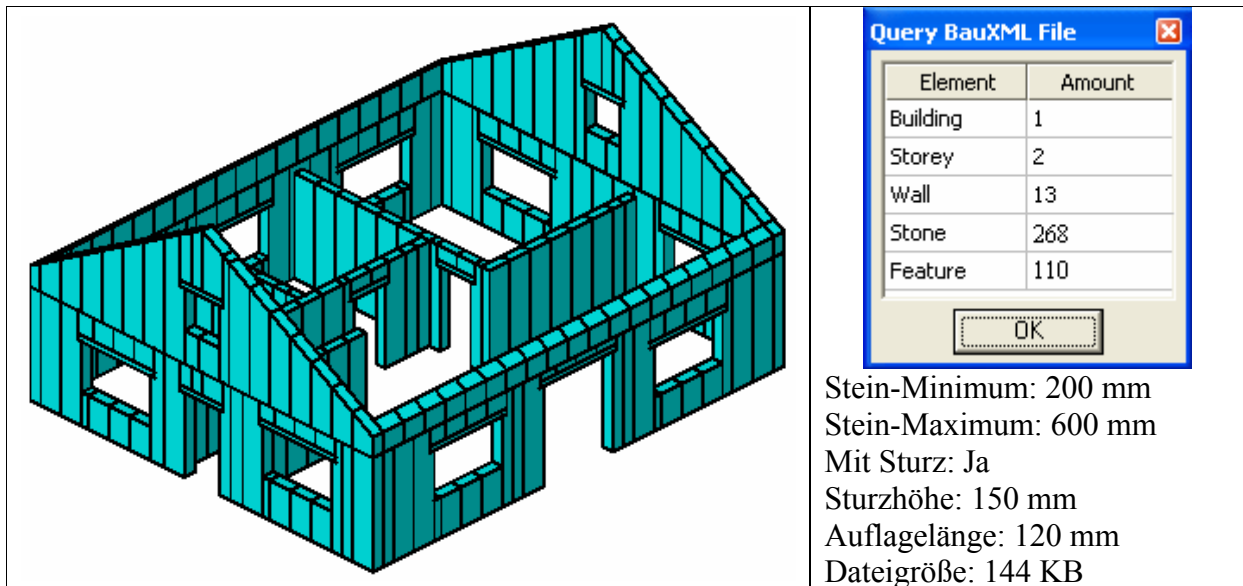 Query BauXML File
Element Amount
Building 1
Storey 2
Wall 13
Stone 268
Feature 110
OK
Stein-Minimum: 200 mm
Stein-Maximum: 600 mm
Mit Sturz: Ja
Sturzhöhe: 150 mm
Auflagelänge: 120 mm
Dateigröße: 144 KB